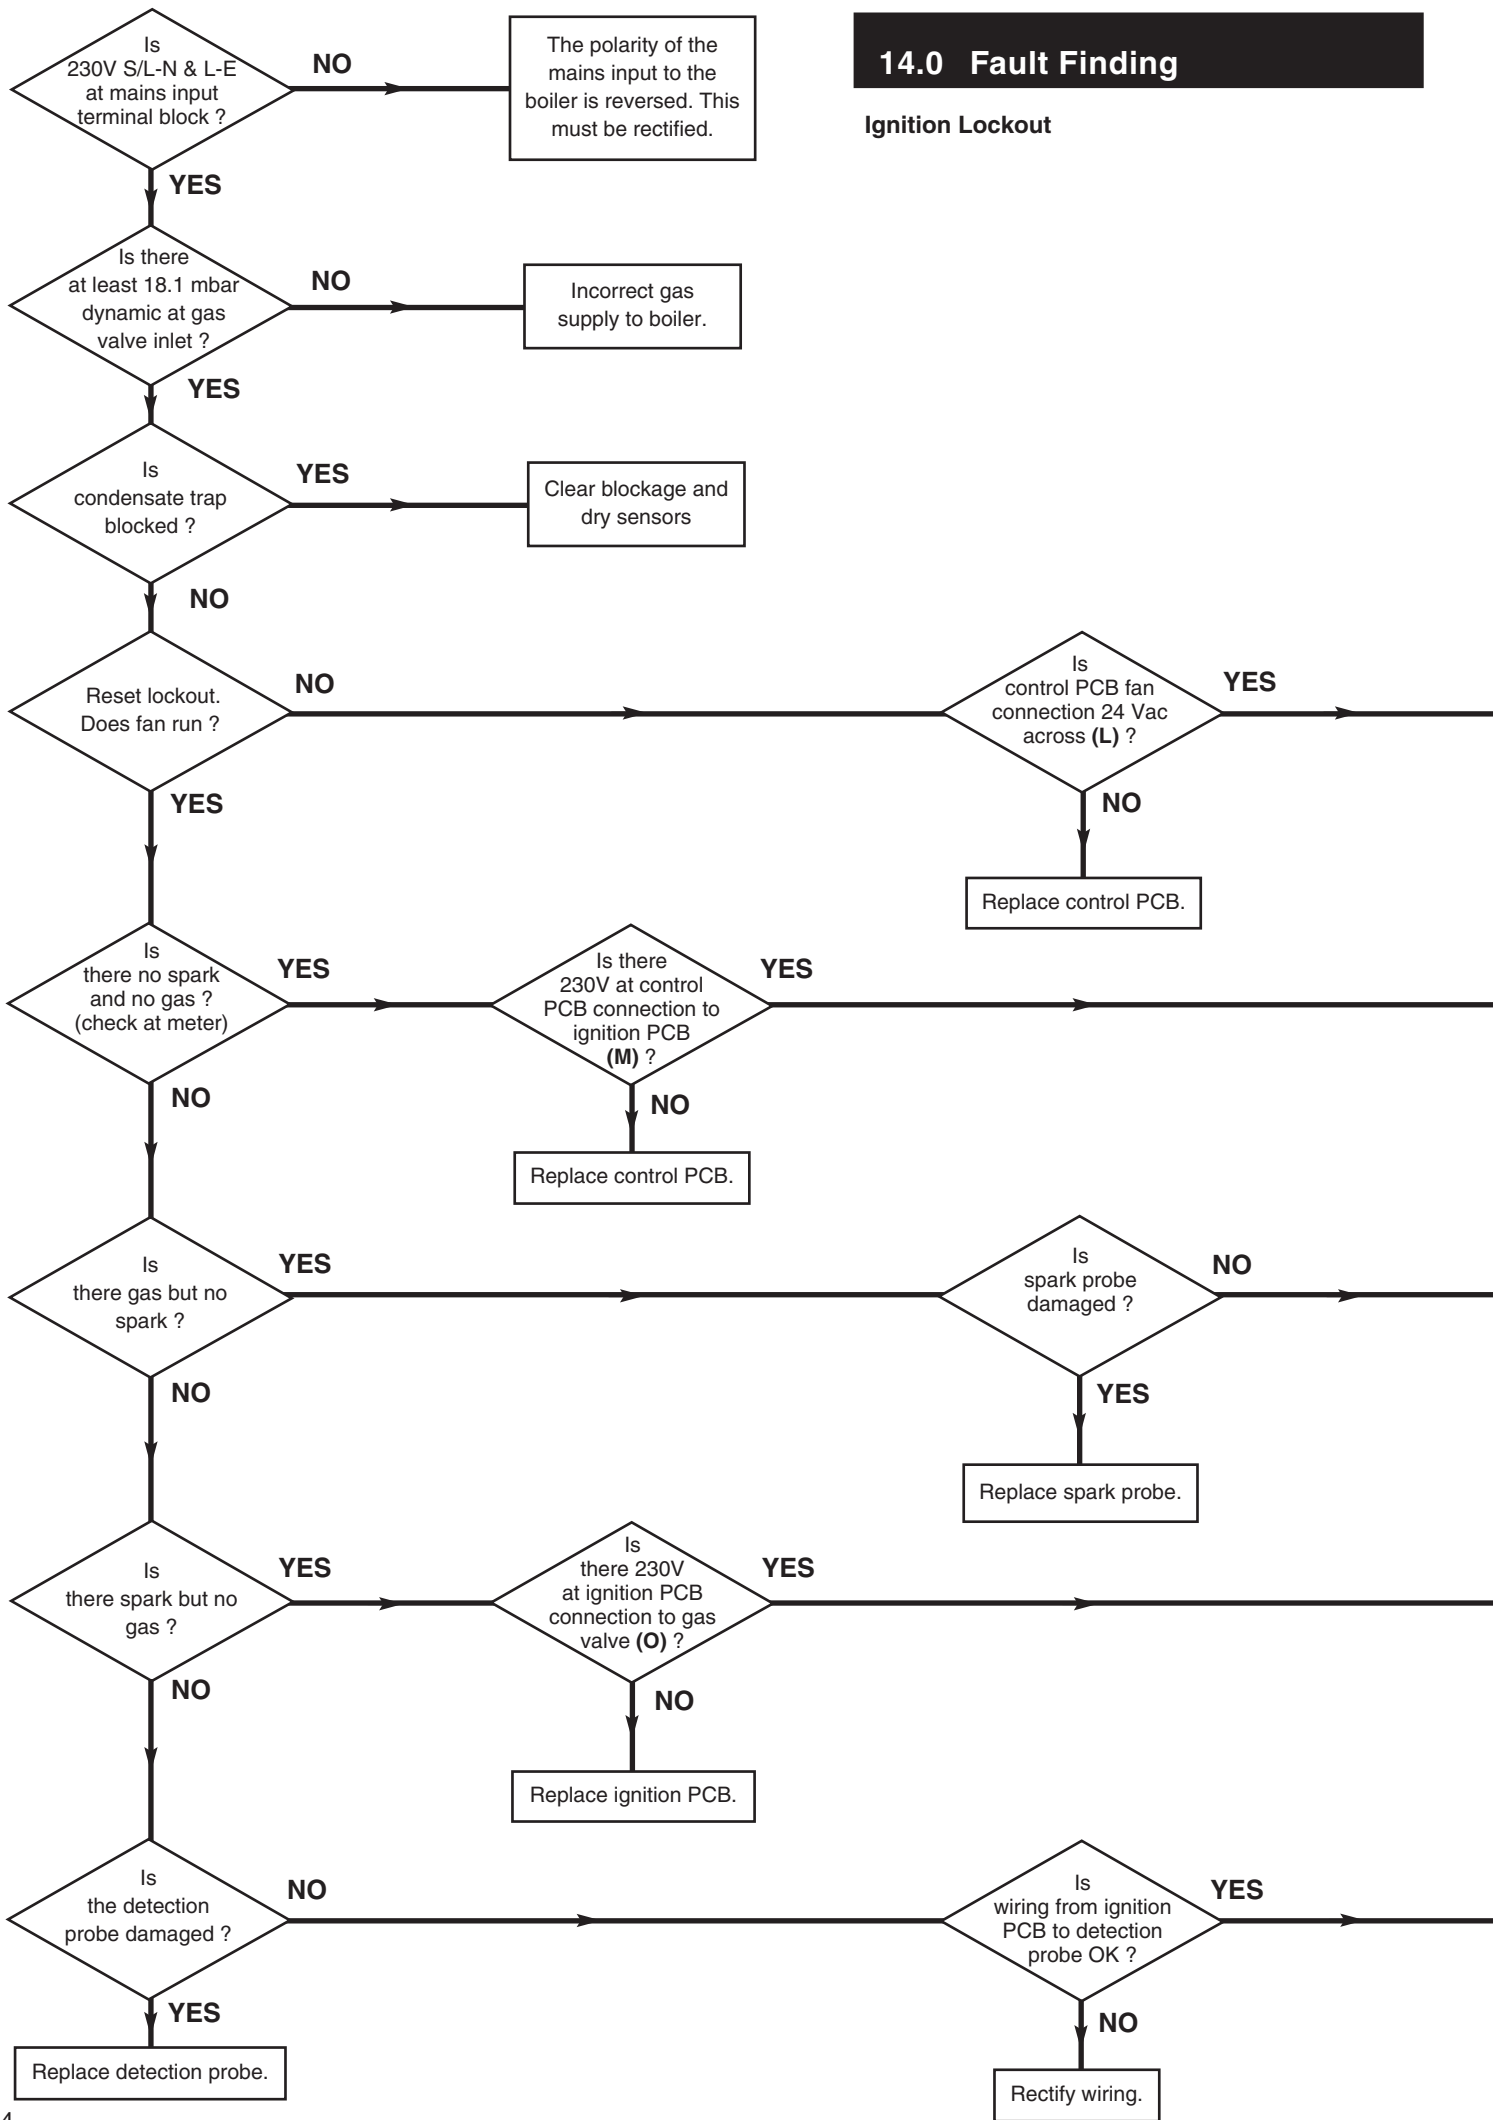 14.0 Fault Finding
Ignition Lockout
Is
230V S/L-N & L-E
at mains input
terminal block ?
NO
The polarity of the
mains input to the
boiler is reversed. This
must be rectified.
YES
Is there
at least 18.1 mbar
dynamic at gas
valve inlet ?
NO
Incorrect gas
supply to boiler.
YES
Is
condensate trap
blocked ?
YES
Clear blockage and
dry sensors
NO
Reset lockout.
Does fan run ?
NO
Is
control PCB fan
connection 24 Vac
across (L) ?
YES
NO
Replace control PCB.
YES
Is
there no spark
and no gas ?
(check at meter)
YES
Is there
230V at control
PCB connection to
ignition PCB
(M) ?
YES
NO
Replace control PCB.
NO
Is
there gas but no
spark ?
YES
Is
spark probe
damaged ?
NO
YES
Replace spark probe.
NO
Is
there spark but no
gas ?
YES
Is
there 230V
at ignition PCB
connection to gas
valve (O) ?
YES
NO
Replace ignition PCB.
NO
Is
the detection
probe damaged ?
NO
Is
wiring from ignition
PCB to detection
probe OK ?
YES
NO
Rectify wiring.
YES
Replace detection probe.